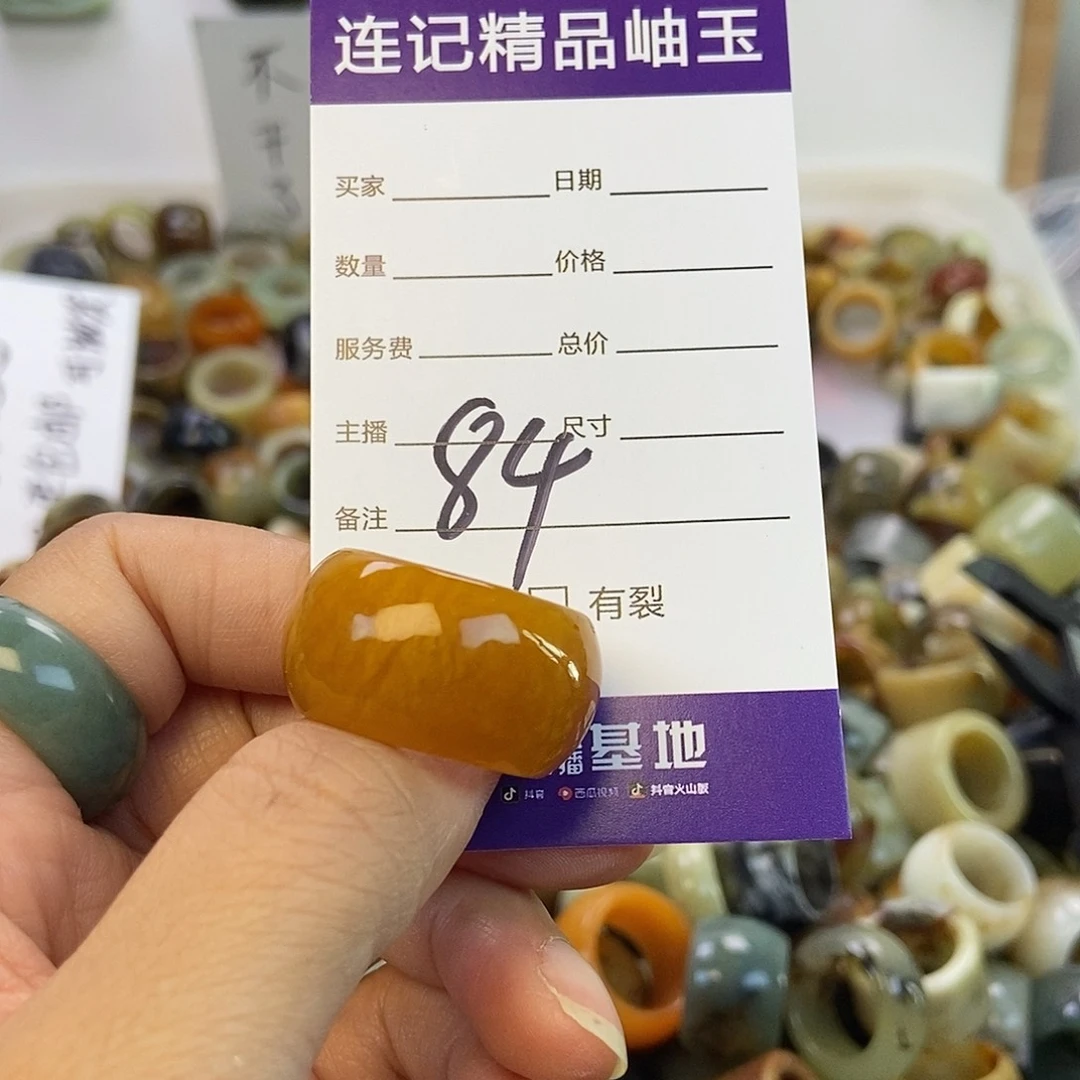 连记精品岫玉
买家 日期
数量 价格
服务费 总价
主播 尺寸
84
备注
有裂
播基地
抖音 西瓜视频 抖音火山版